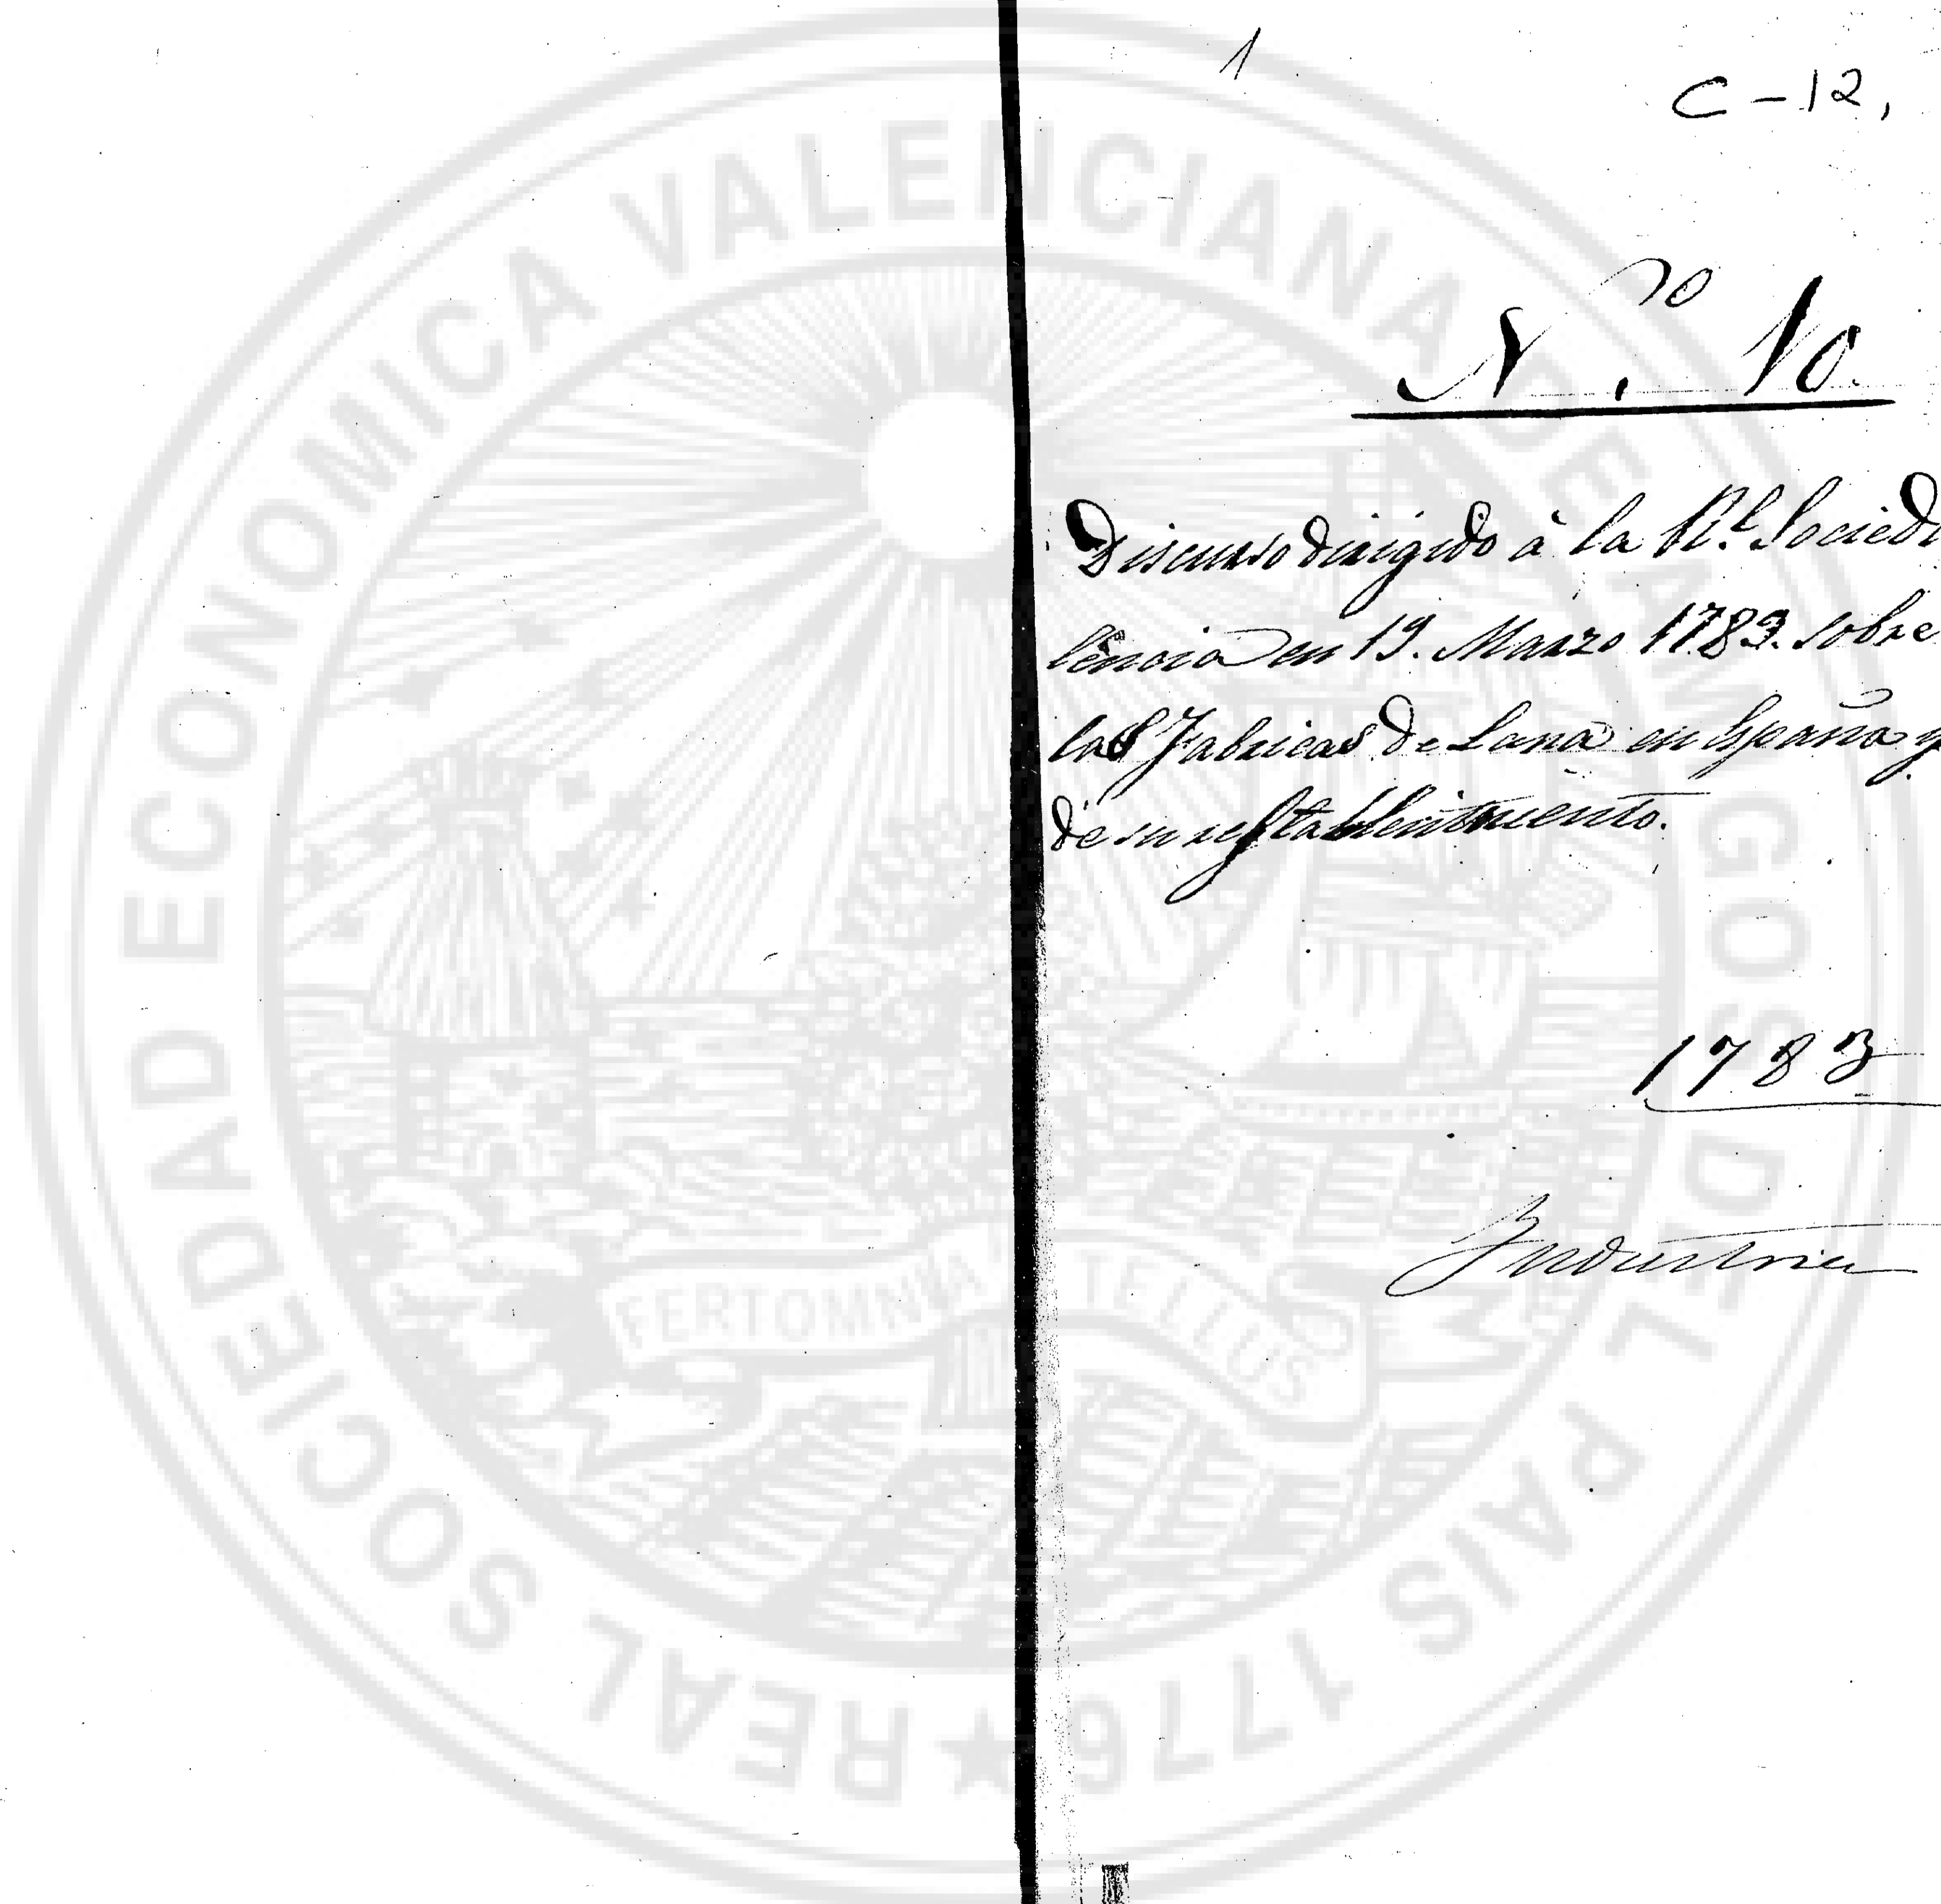 1
C-12,
N.º 10.
Discurso dirigido à la Rl. Socied
lencia en 19. Marzo 1783. sobre
las Fabricas de Lana en España y
de su restablecimiento.
1783
Industria
REAL SOCIEDAD ECONOMICA VALENCIANA DE AMIGOS DEL PAIS 1776
FERT OMNIA TELLUS